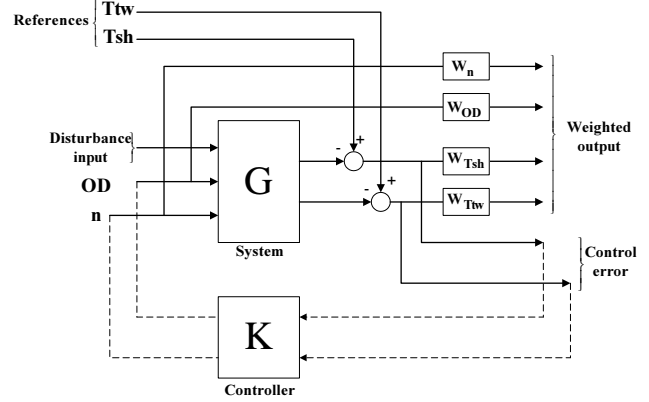 References
Ttw
Tsh
Wn
WOD
WTsh
WTtw
Weighted
output
Disturbance
input
OD
n
G
System
- +
- +
Control
error
K
Controller